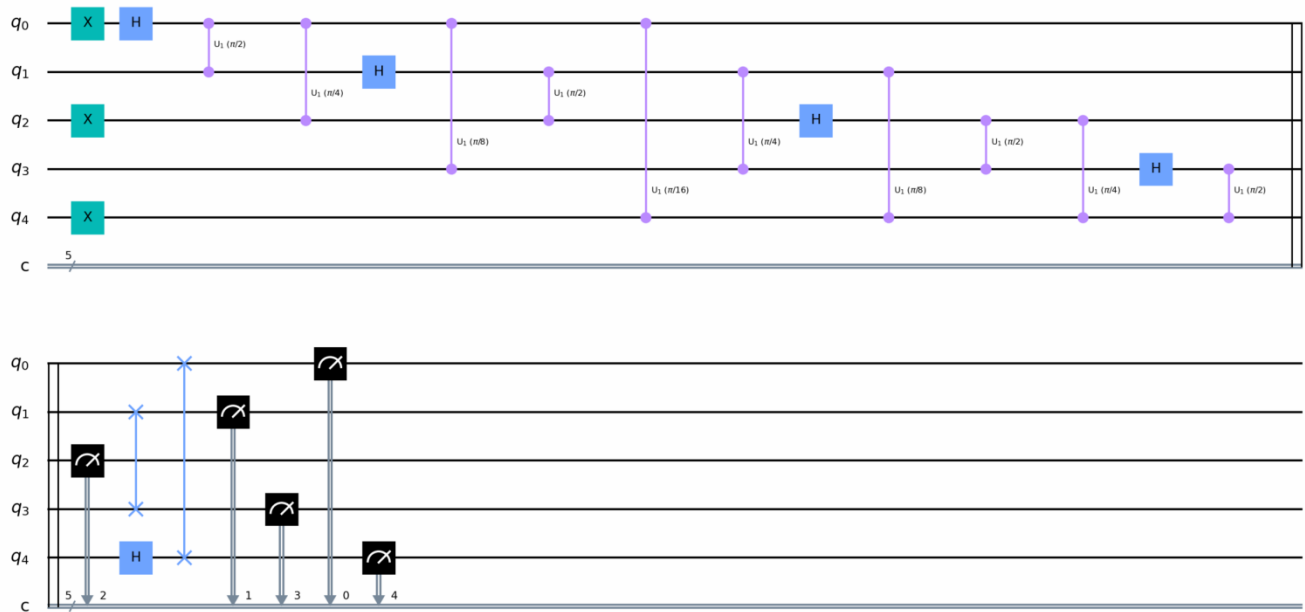 q0 X H
U1 (π/2)
q1 H
U1 (π/4) U1 (π/2)
q2 X H
U1 (π/8) U1 (π/4) U1 (π/2)
q3 H
U1 (π/16) U1 (π/8) U1 (π/4) U1 (π/2)
q4 X
5
c
q0
q1
q2
q3
q4 H
5 2 1 3 0 4
c